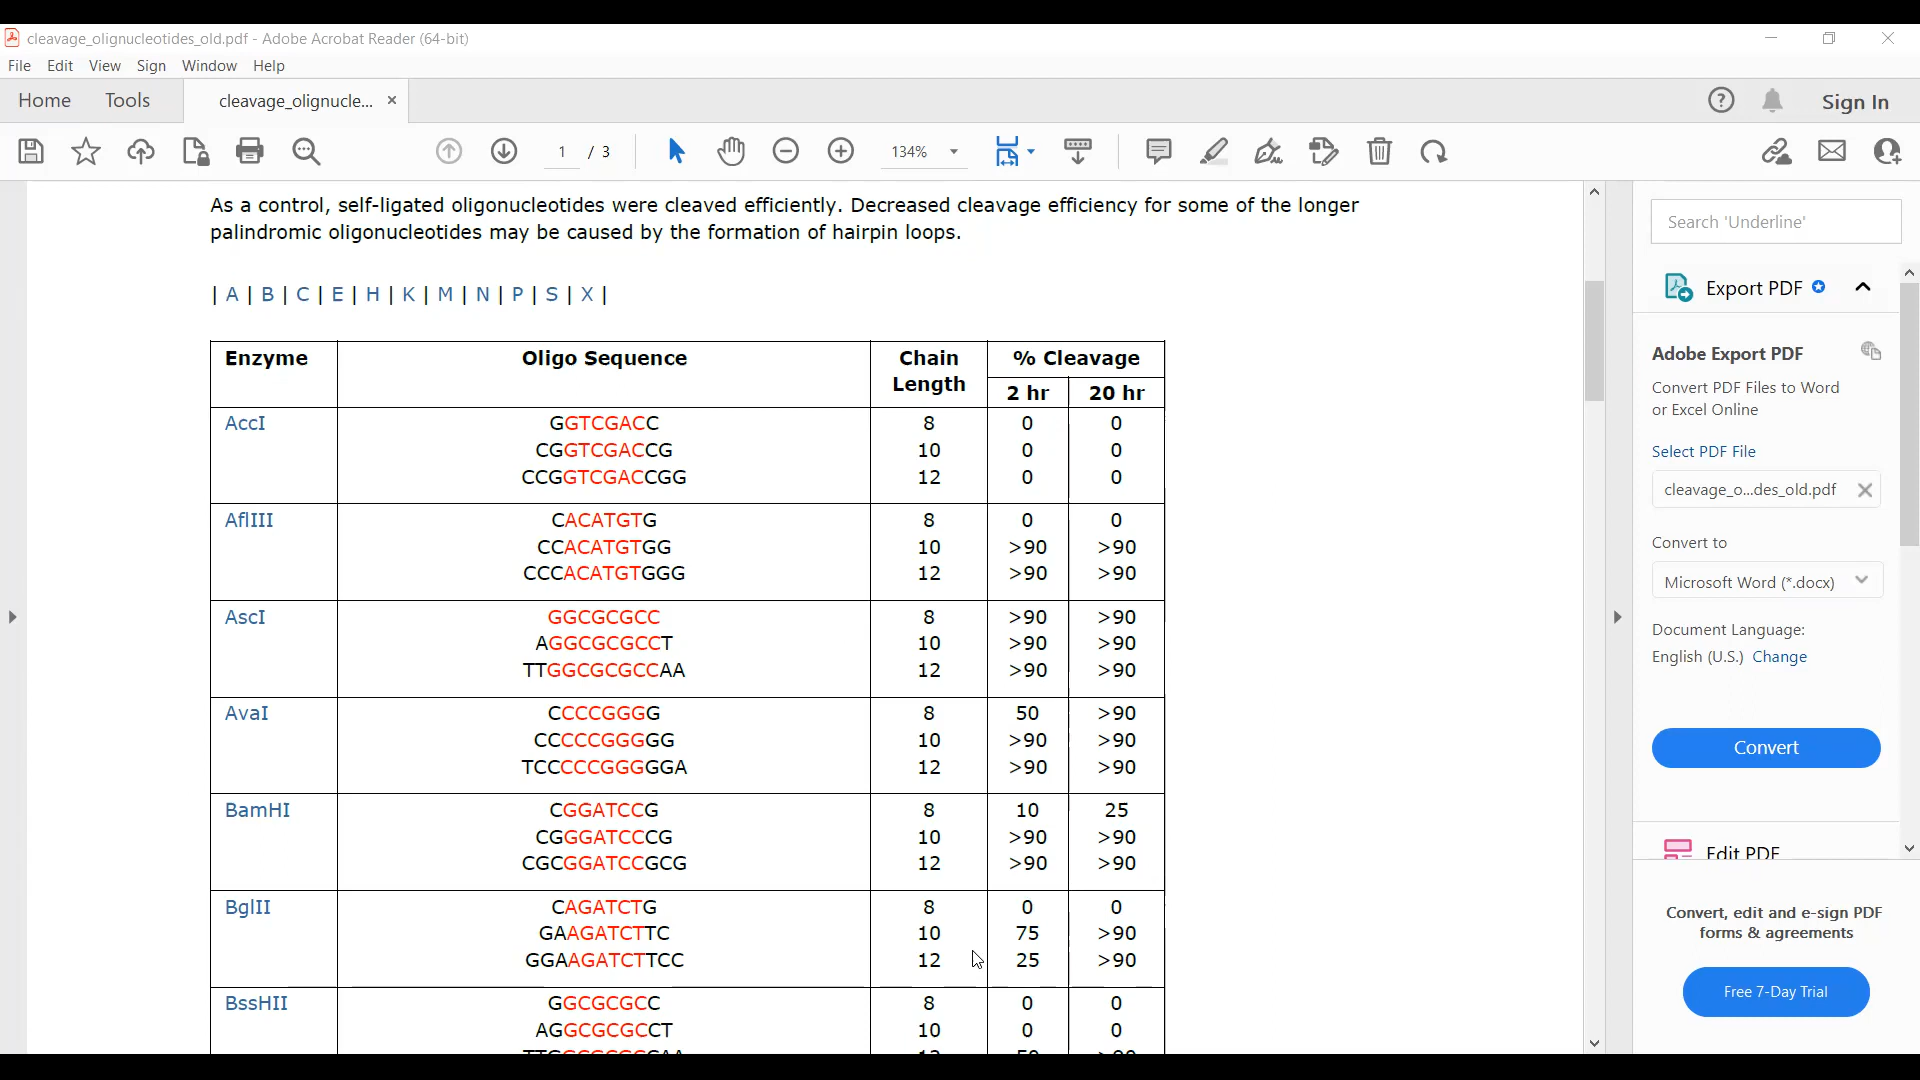 cleavage_olignucleotides_old.pdf - Adobe Acrobat Reader (64-bit)
File Edit View Sign Window Help
Home Tools cleavage_olignucle... × Sign In
1 / 3 134%
As a control, self-ligated oligonucleotides were cleaved efficiently. Decreased cleavage efficiency for some of the longer
palindromic oligonucleotides may be caused by the formation of hairpin loops.
| A | B | C | E | H | K | M | N | P | S | X |
Enzyme Oligo Sequence Chain Length % Cleavage
2 hr 20 hr
AccI GGTCGACC 8 0 0
CGGTCGACCG 10 0 0
CCGGTCGACCGG 12 0 0
AflIII CACATGTG 8 0 0
CCACATGTGG 10 >90 >90
CCCACATGTGGG 12 >90 >90
AscI GGCGCGCC 8 >90 >90
AGGCGCGCCT 10 >90 >90
TTGGCGCGCCAA 12 >90 >90
AvaI CCCCGGGG 8 50 >90
CCCCCGGGGG 10 >90 >90
TCCCCCGGGGGA 12 >90 >90
BamHI CGGATCCG 8 10 25
CGGGATCCCG 10 >90 >90
CGCGGATCCGCG 12 >90 >90
BglII CAGATCTG 8 0 0
GAAGATCTTC 10 75 >90
GGAAGATCTTCC 12 25 >90
BssHII GGCGCGCC 8 0 0
AGGCGCGCCT 10 0 0
Search 'Underline'
Export PDF
Adobe Export PDF
Convert PDF Files to Word
or Excel Online
Select PDF File
cleavage_o...des_old.pdf
Convert to
Microsoft Word (*.docx)
Document Language:
English (U.S.) Change
Convert
Edit PDF
Convert, edit and e-sign PDF
forms & agreements
Free 7-Day Trial